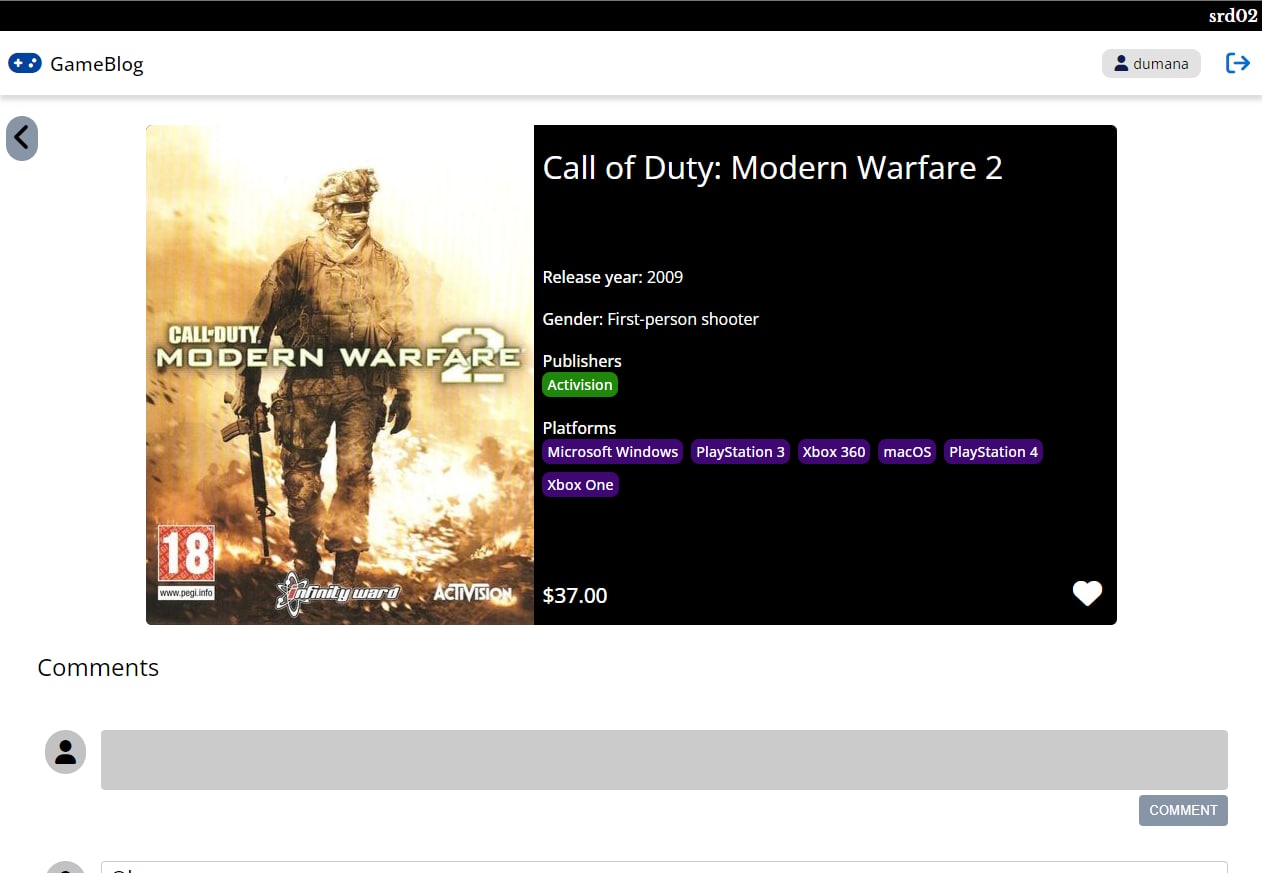 srd02
GameBlog
dumana
Call of Duty: Modern Warfare 2
Release year: 2009
Gender: First-person shooter
Publishers
Activision
Platforms
Microsoft Windows PlayStation 3 Xbox 360 macOS PlayStation 4
Xbox One
$37.00
CALL OF DUTY
MODERN WARFARE 2
18
www.pegi.info
infinity ward
ACTIVISION
Comments
COMMENT